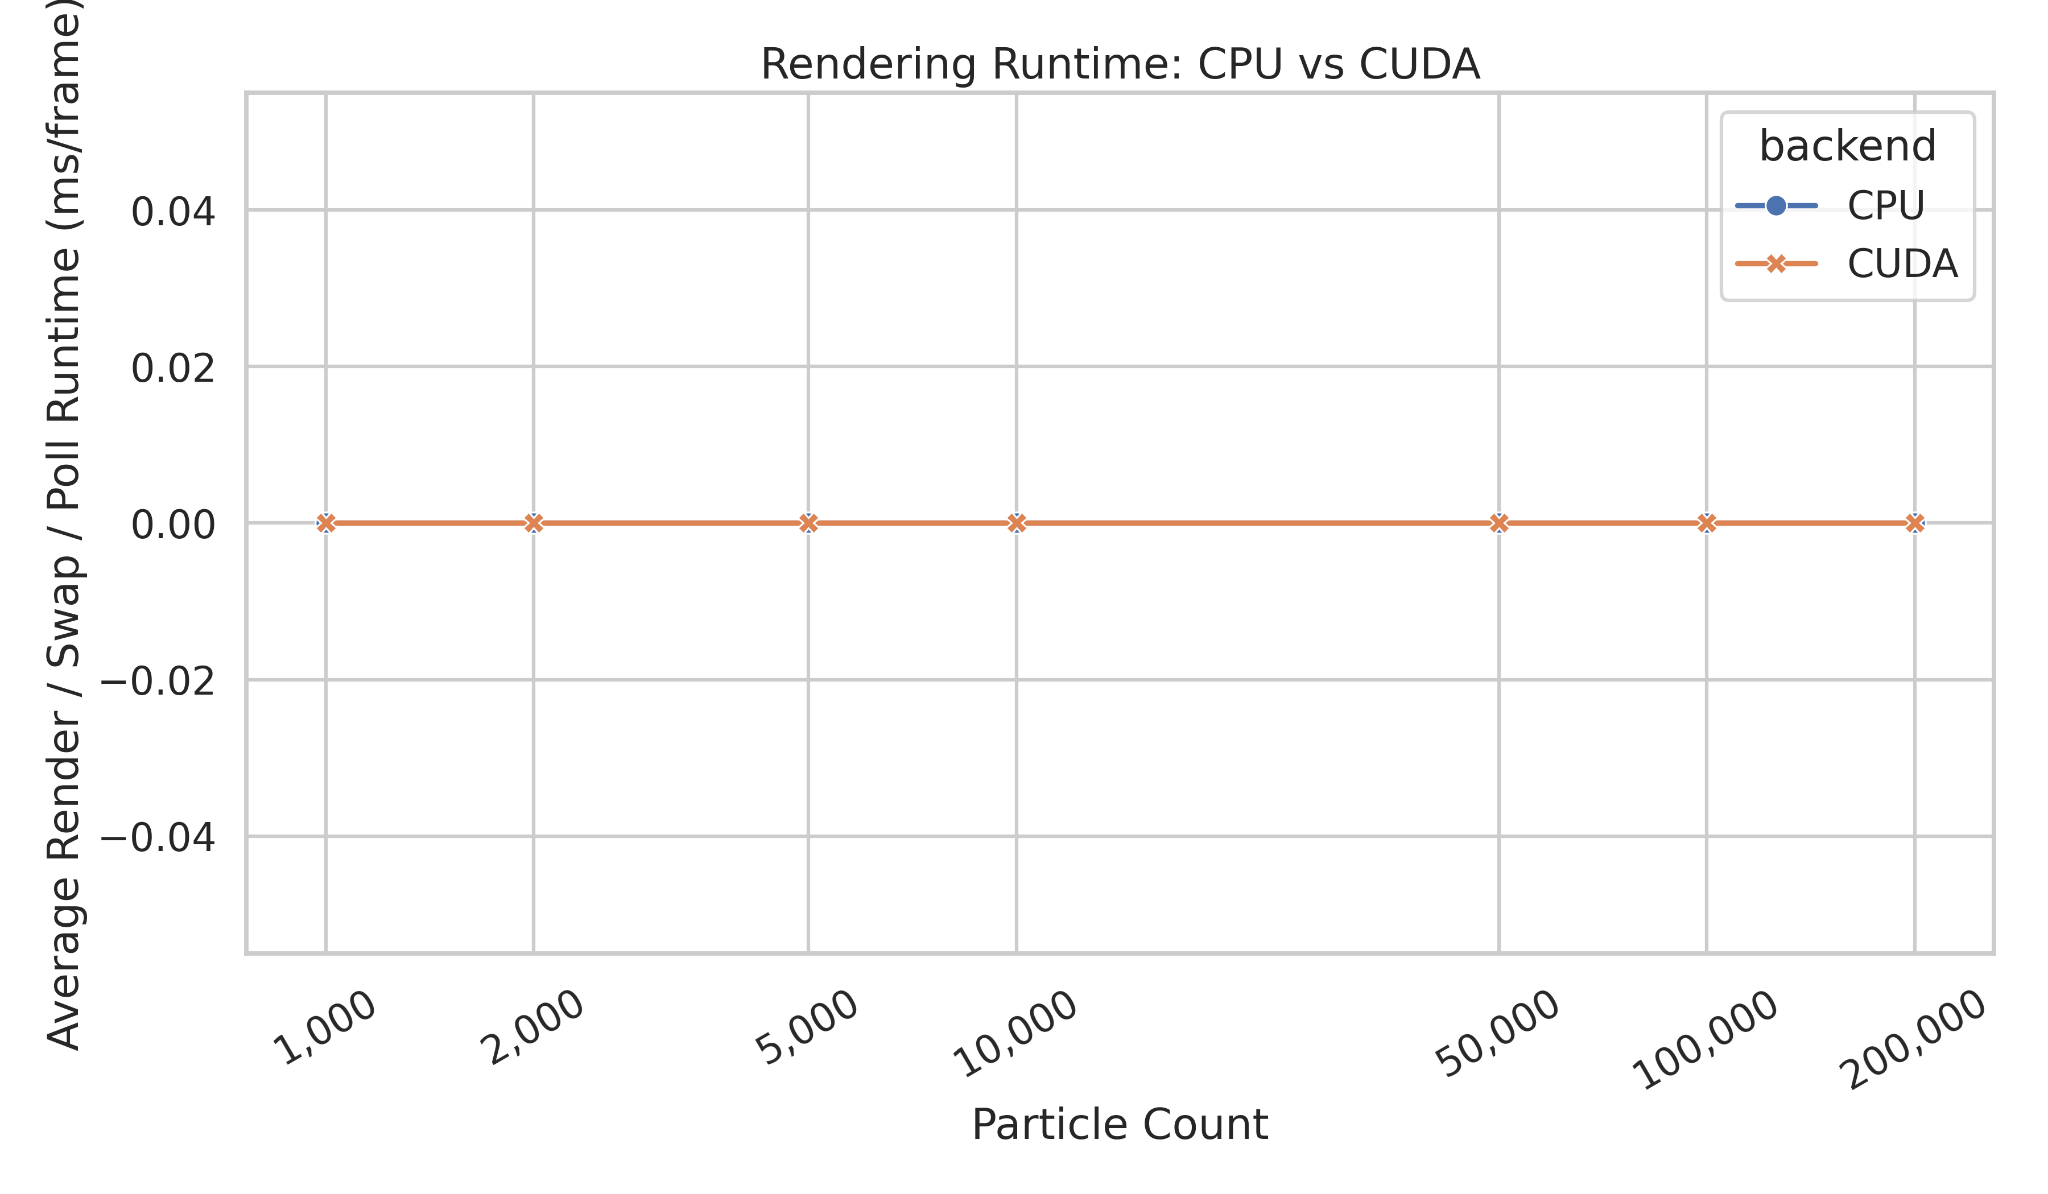 Rendering Runtime: CPU vs CUDA
Average Render / Swap / Poll Runtime (ms/frame)
0.04
0.02
0.00
−0.02
−0.04
backend
CPU
CUDA
1,000
2,000
5,000
10,000
50,000
100,000
200,000
Particle Count